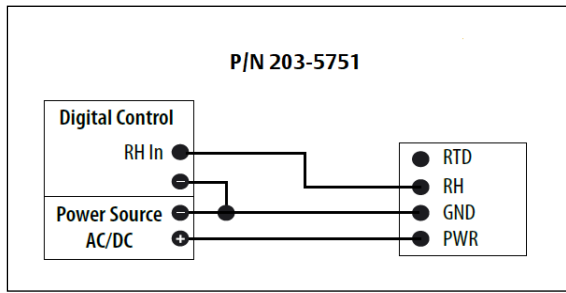 P/N 203-5751
Digital Control
RH In
Power Source
AC/DC
RTD
RH
GND
PWR